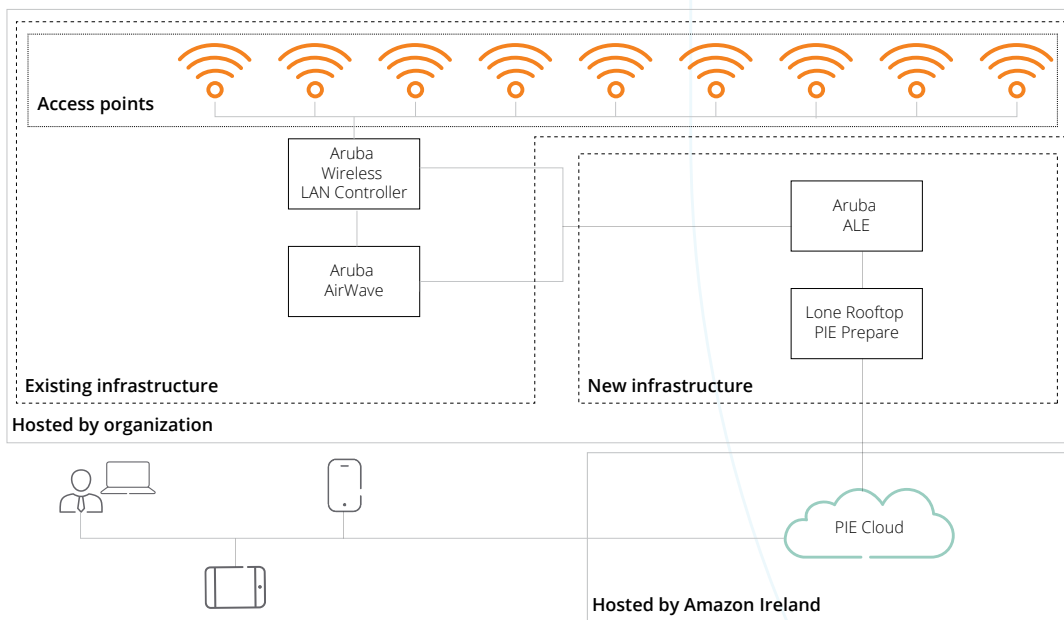 Access points
Aruba
Wireless
LAN Controller
Aruba
AirWave
Aruba
ALE
Lone Rooftop
PIE Prepare
Existing infrastructure
New infrastructure
Hosted by organization
PIE Cloud
Hosted by Amazon Ireland